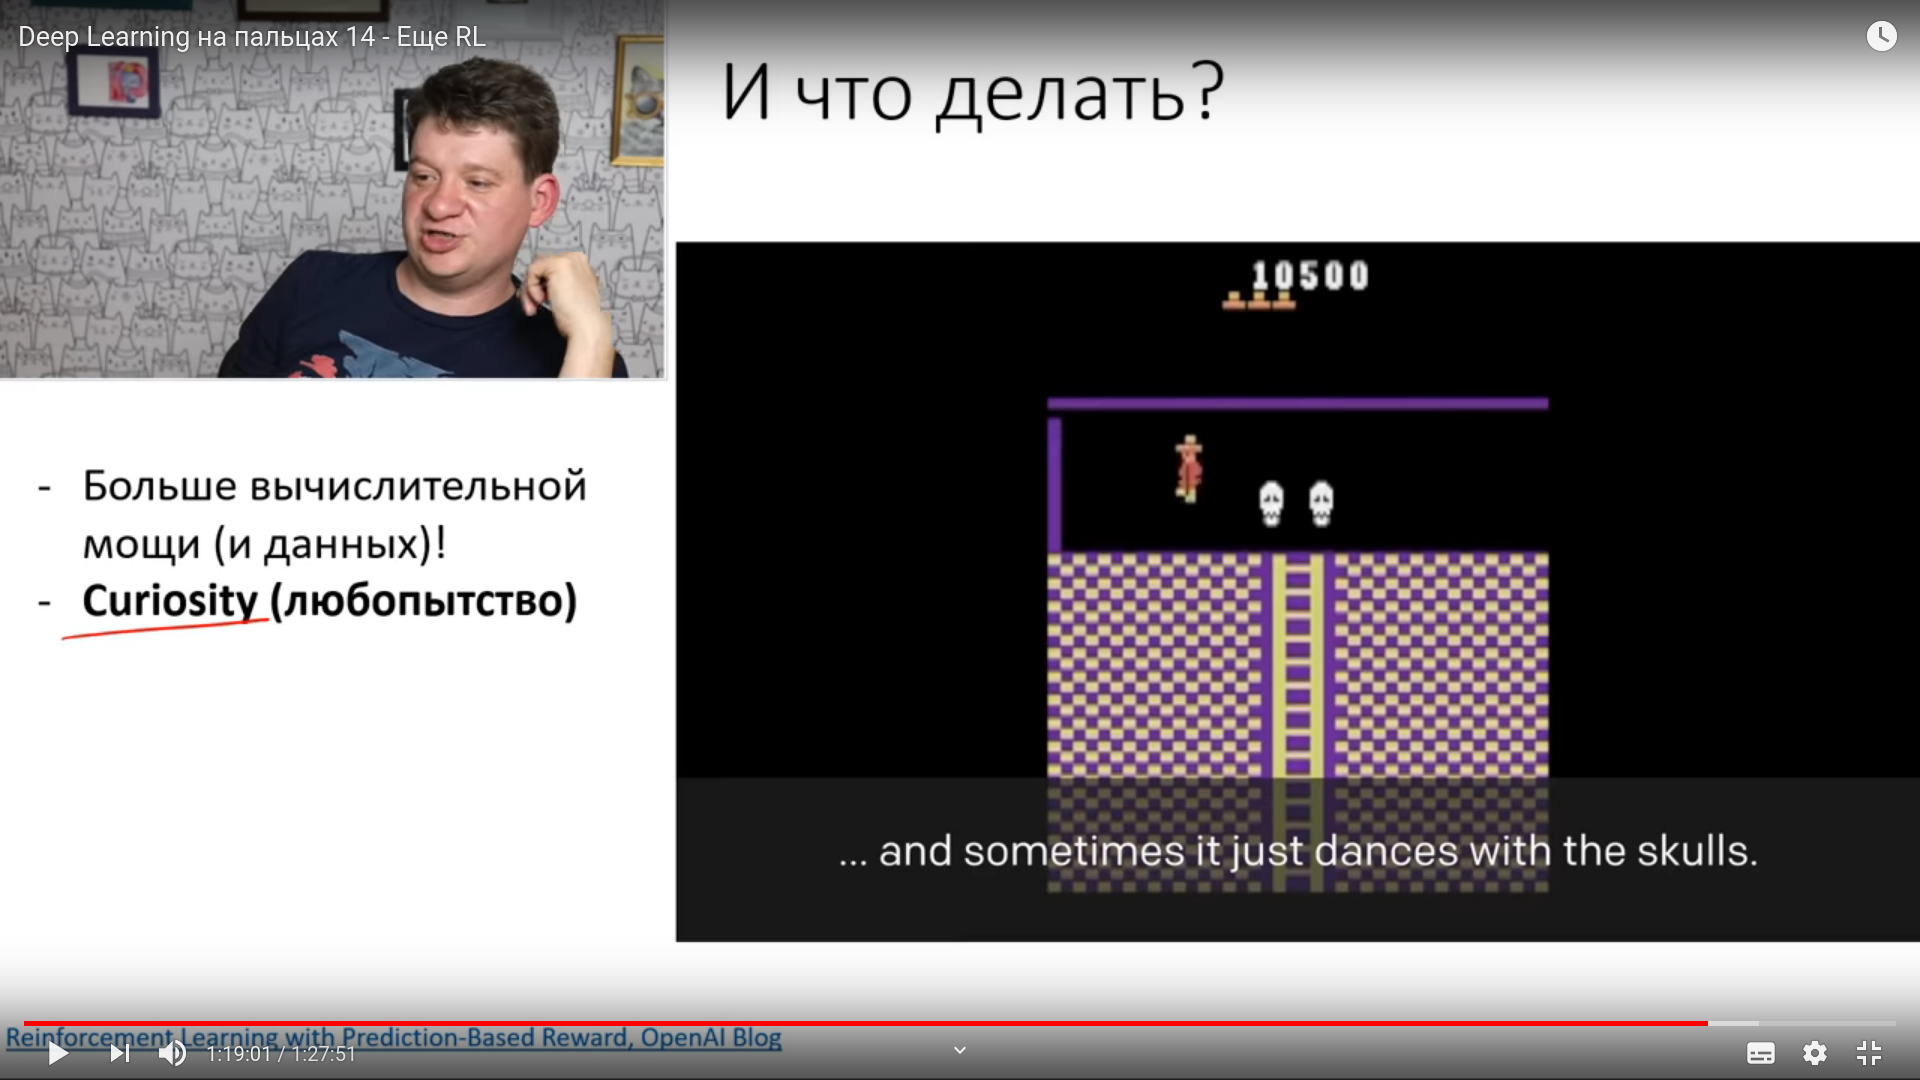 Deep Learning на пальцах 14 - Еще RL
И что делать?
10500
- Больше вычислительной
мощи (и данных)!
- Curiosity (любопытство)
... and sometimes it just dances with the skulls.
Reinforcement Learning with Prediction-Based Reward, OpenAI Blog
1:19:01 / 1:27:51